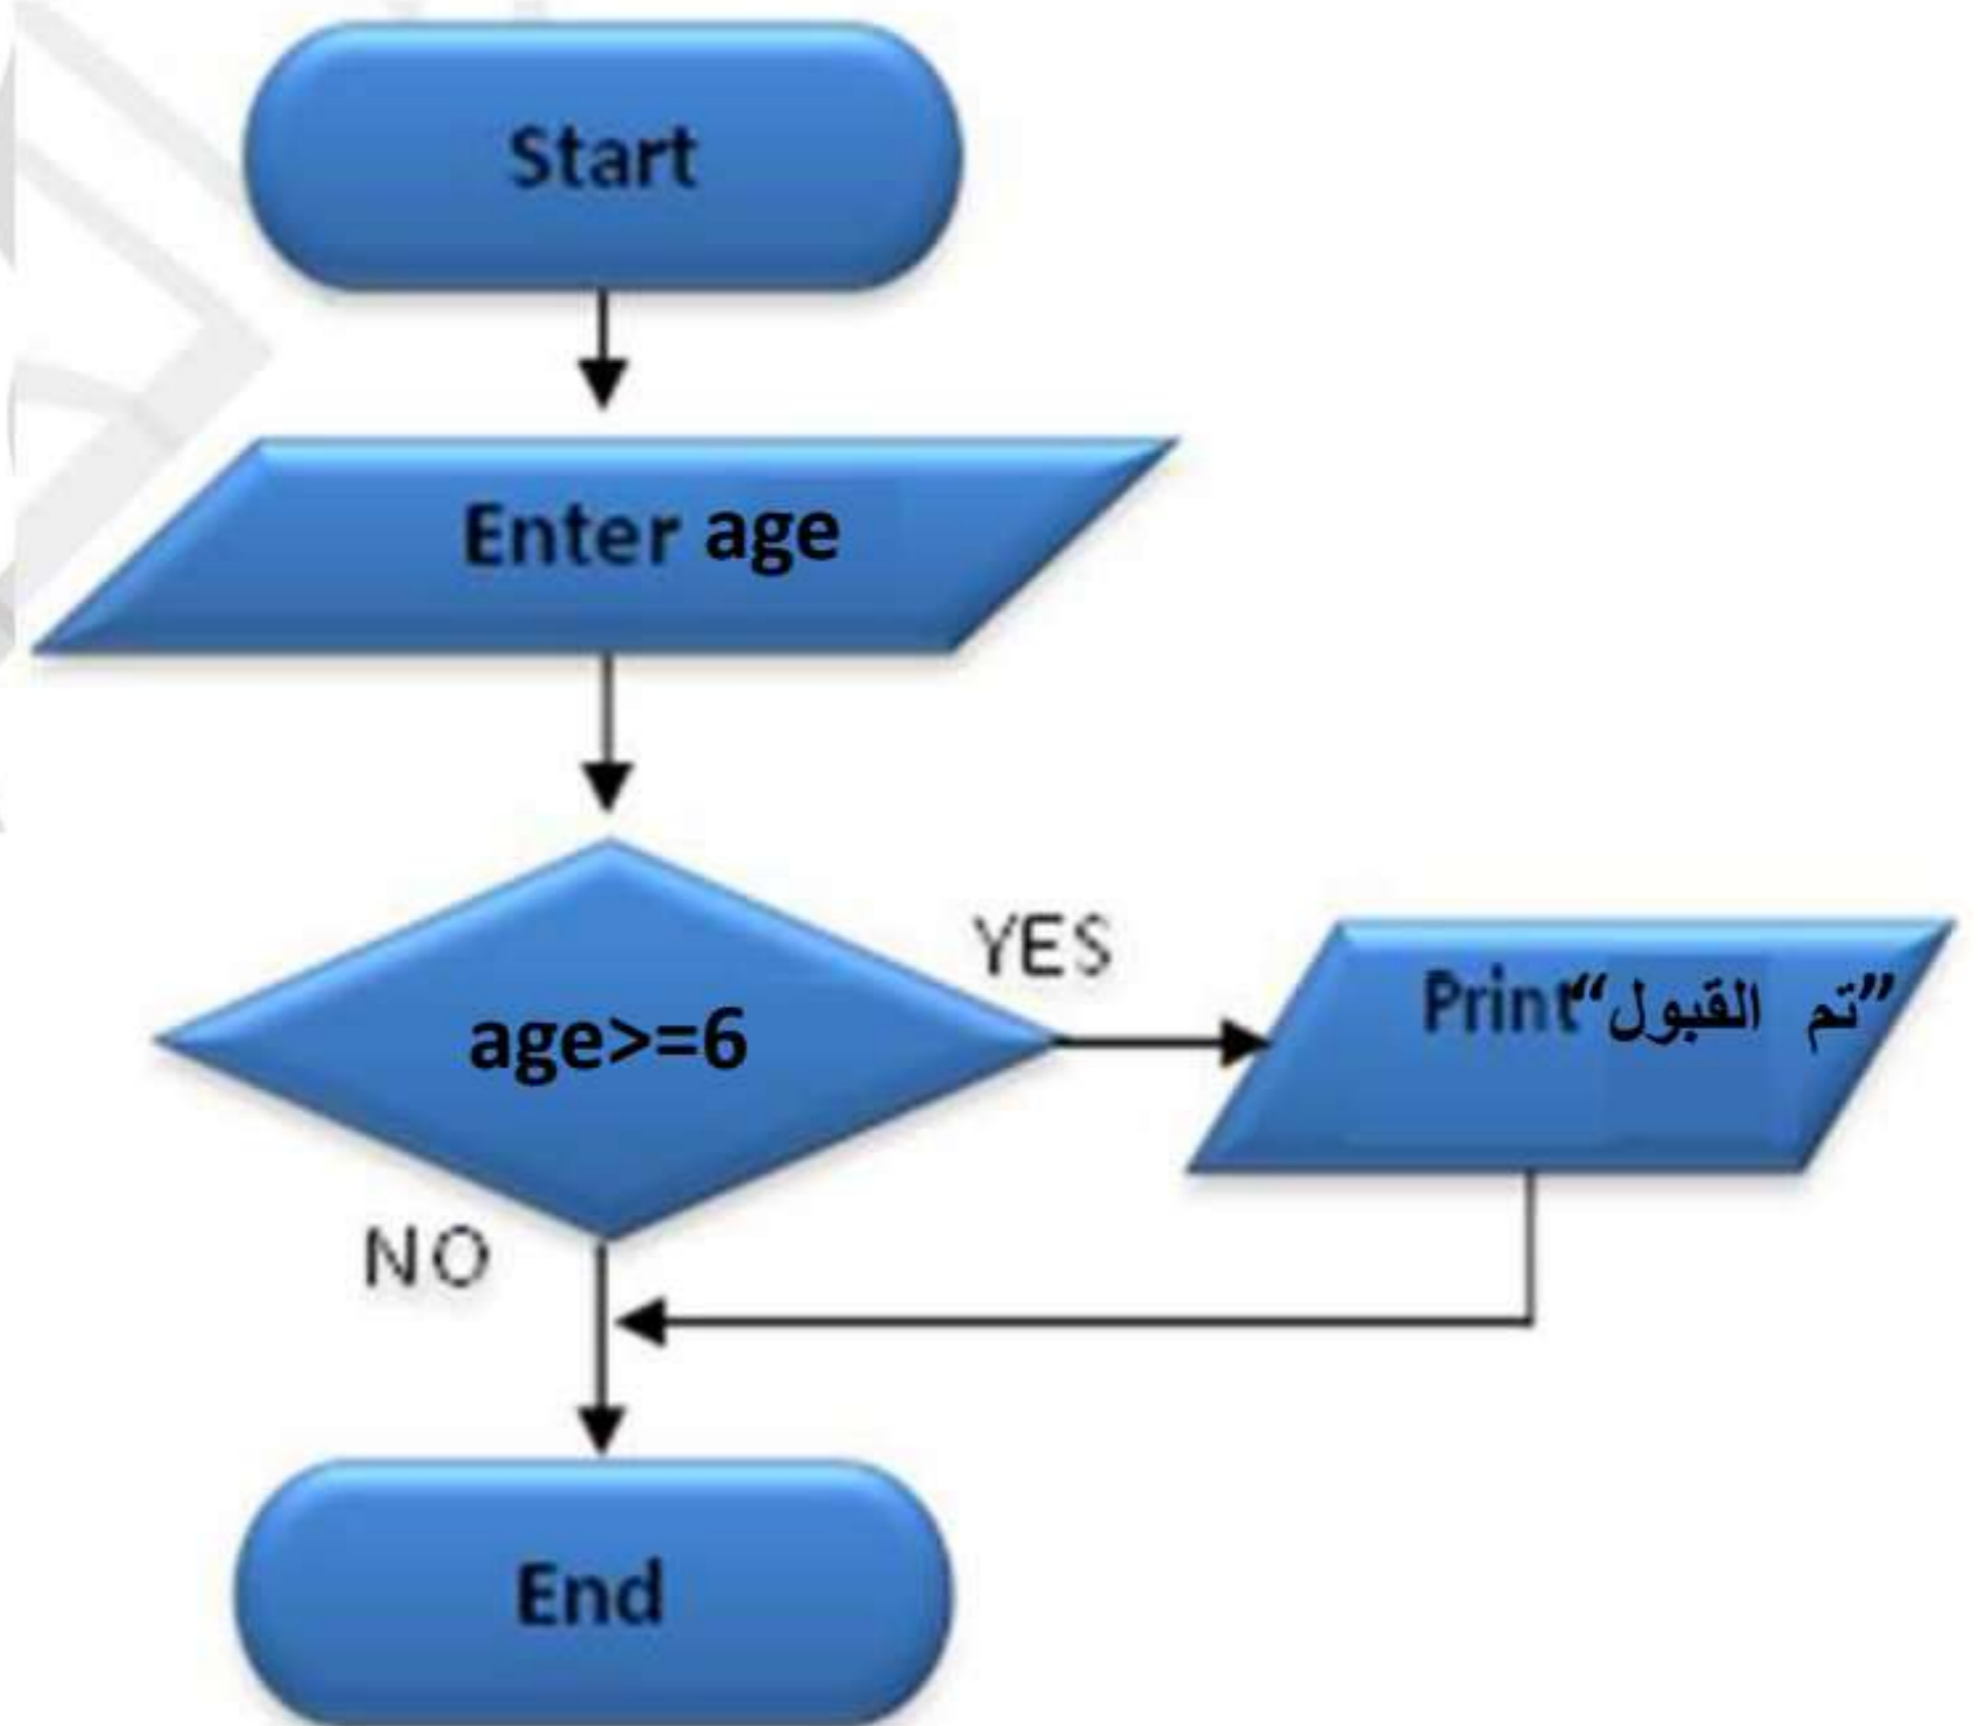 Start
Enter age
age>=6
YES
Print“تم القبول”
NO
End